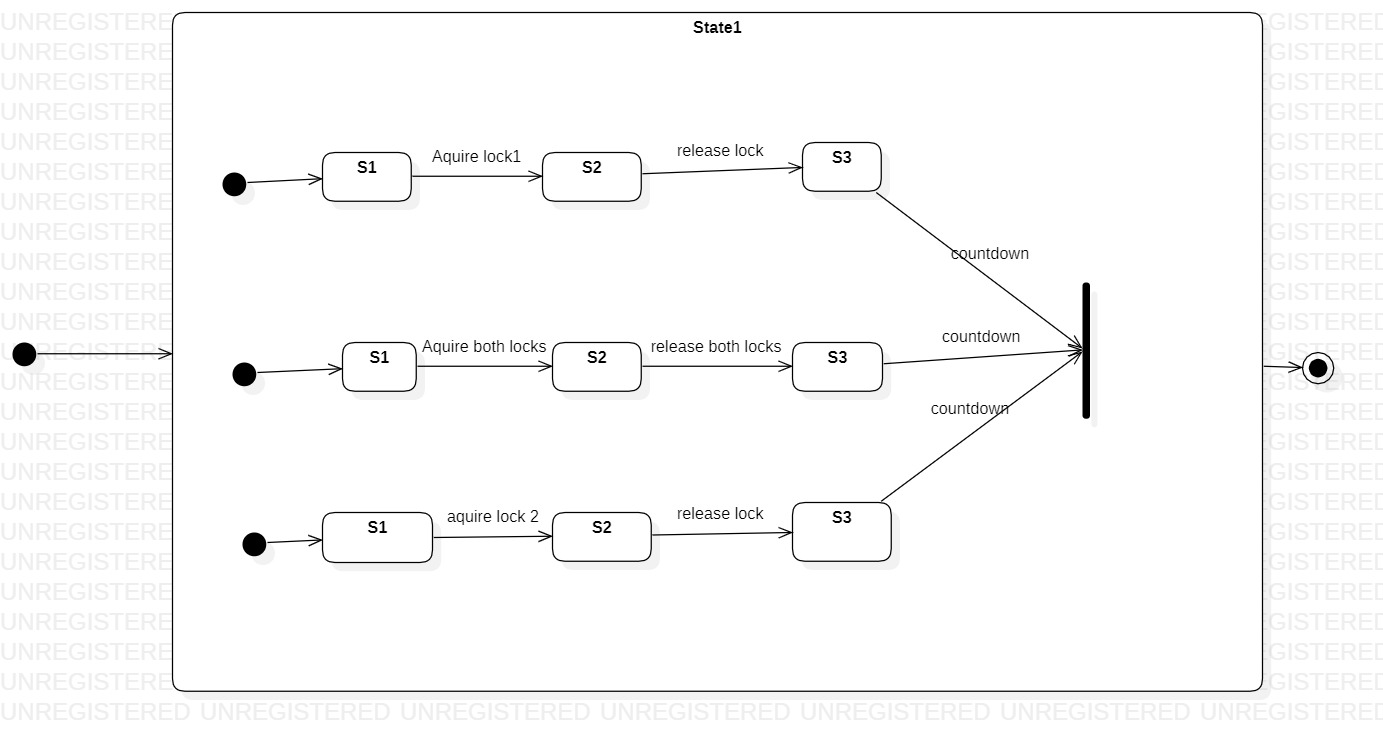 State1
S1
Aquire lock1
S2
release lock
S3
countdown
S1
Aquire both locks
S2
release both locks
S3
countdown
countdown
S1
aquire lock 2
S2
release lock
S3
UNREGISTERED UNREGISTERED UNREGISTERED UNREGISTERED UNREGISTERED UNREGISTERED UNREGISTERED